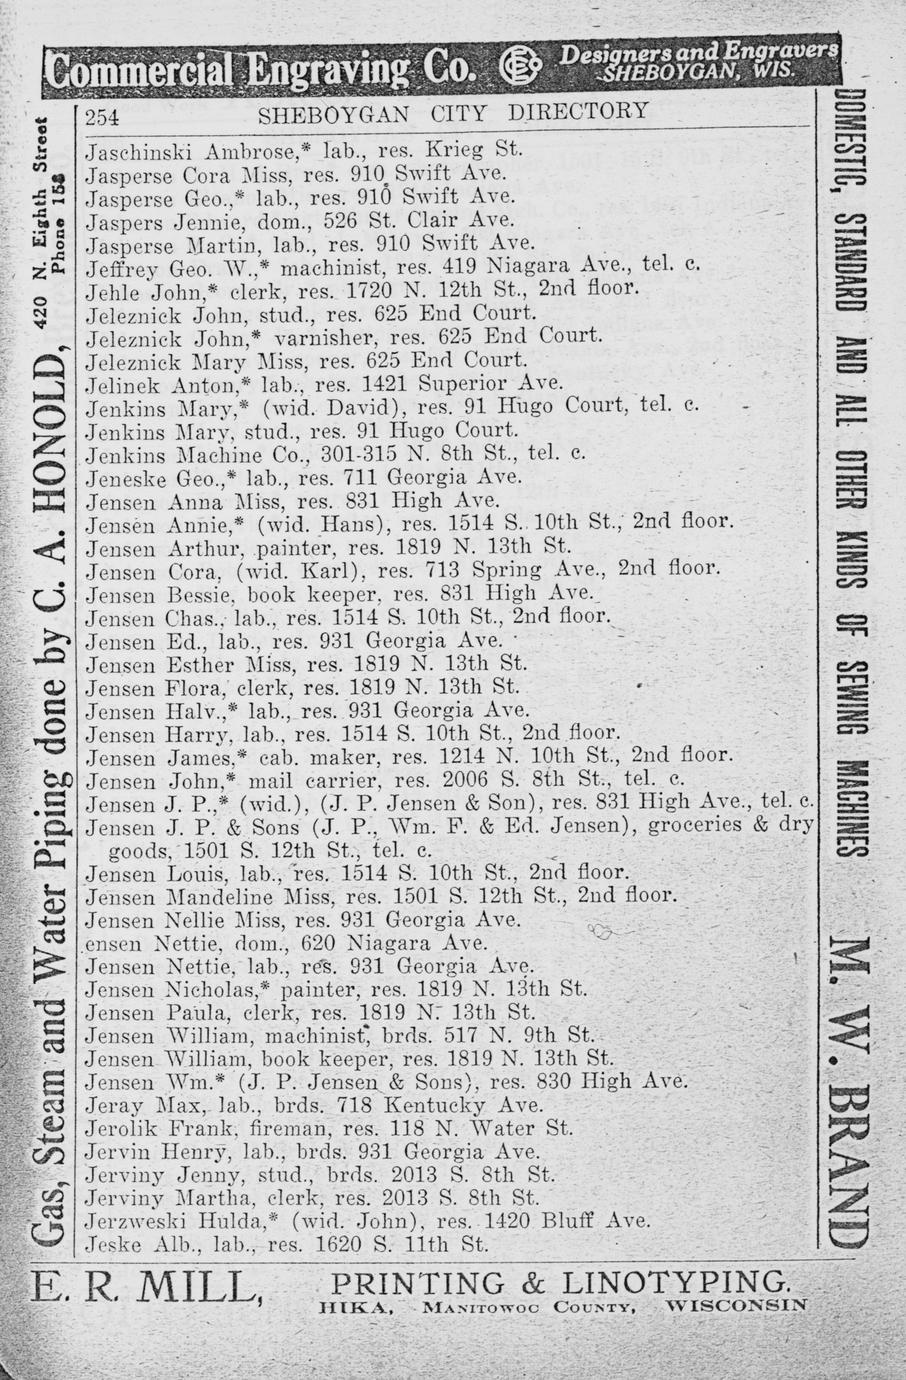 Commercial Engraving Co. CECo Designers and Engravers
SHEBOYGAN, WIS.
254 SHEBOYGAN CITY DIRECTORY
Jaschinski Ambrose,* lab., res. Krieg St.
Jasperse Cora Miss, res. 910 Swift Ave.
Jasperse Geo.,* lab., res. 910 Swift Ave.
Jaspers Jennie, dom., 526 St. Clair Ave.
Jasperse Martin, lab., res. 910 Swift Ave.
Jeffrey Geo. W.,* machinist, res. 419 Niagara Ave., tel. c.
Jehle John,* clerk, res. 1720 N. 12th St., 2nd floor.
Jeleznick John, stud., res. 625 End Court.
Jeleznick John,* varnisher, res. 625 End Court.
Jeleznick Mary Miss, res. 625 End Court.
Jelinek Anton,* lab., res. 1421 Superior Ave.
Jenkins Mary,* (wid. David), res. 91 Hugo Court, tel. c.
Jenkins Mary, stud., res. 91 Hugo Court.
Jenkins Machine Co., 301-315 N. 8th St., tel. c.
Jeneske Geo.,* lab., res. 711 Georgia Ave.
Jensen Anna Miss, res. 831 High Ave.
Jensen Annie,* (wid. Hans), res. 1514 S. 10th St., 2nd floor.
Jensen Arthur, painter, res. 1819 N. 13th St.
Jensen Cora, (wid. Karl), res. 713 Spring Ave., 2nd floor.
Jensen Bessie, book keeper, res. 831 High Ave.
Jensen Chas., lab., res. 1514 S. 10th St., 2nd floor.
Jensen Ed., lab., res. 931 Georgia Ave.
Jensen Esther Miss, res. 1819 N. 13th St.
Jensen Flora, clerk, res. 1819 N. 13th St.
Jensen Halv.,* lab., res. 931 Georgia Ave.
Jensen Harry, lab., res. 1514 S. 10th St., 2nd floor.
Jensen James,* cab. maker, res. 1214 N. 10th St., 2nd floor.
Jensen John,* mail carrier, res. 2006 S. 8th St., tel. c.
Jensen J. P.,* (wid.), (J. P. Jensen & Son), res. 831 High Ave., tel. c.
Jensen J. P. & Sons (J. P., Wm. F. & Ed. Jensen), groceries & dry
goods, 1501 S. 12th St., tel. c.
Jensen Louis, lab., res. 1514 S. 10th St., 2nd floor.
Jensen Mandeline Miss, res. 1501 S. 12th St., 2nd floor.
Jensen Nellie Miss, res. 931 Georgia Ave.
ensen Nettie, dom., 620 Niagara Ave.
Jensen Nettie, lab., res. 931 Georgia Ave.
Jensen Nicholas,* painter, res. 1819 N. 13th St.
Jensen Paula, clerk, res. 1819 N. 13th St.
Jensen William, machinist, brds. 517 N. 9th St.
Jensen William, book keeper, res. 1819 N. 13th St.
Jensen Wm.* (J. P. Jensen & Sons), res. 830 High Ave.
Jeray Max, lab., brds. 718 Kentucky Ave.
Jerolik Frank, fireman, res. 118 N. Water St.
Jervin Henry, lab., brds. 931 Georgia Ave.
Jerviny Jenny, stud., brds. 2013 S. 8th St.
Jerviny Martha, clerk, res. 2013 S. 8th St.
Jerzweski Hulda,* (wid. John), res. 1420 Bluff Ave.
Jeske Alb., lab., res. 1620 S. 11th St.
Gas, Steam and Water Piping done by C. A. HONOLD, 420 N. Eighth Street
Phone 153
DOMESTIC, STANDARD AND ALL OTHER KINDS OF SEWING MACHINES M. W. BRAND
E. R. MILL, PRINTING & LINOTYPING.
HIKA, MANITOWOC COUNTY, WISCONSIN